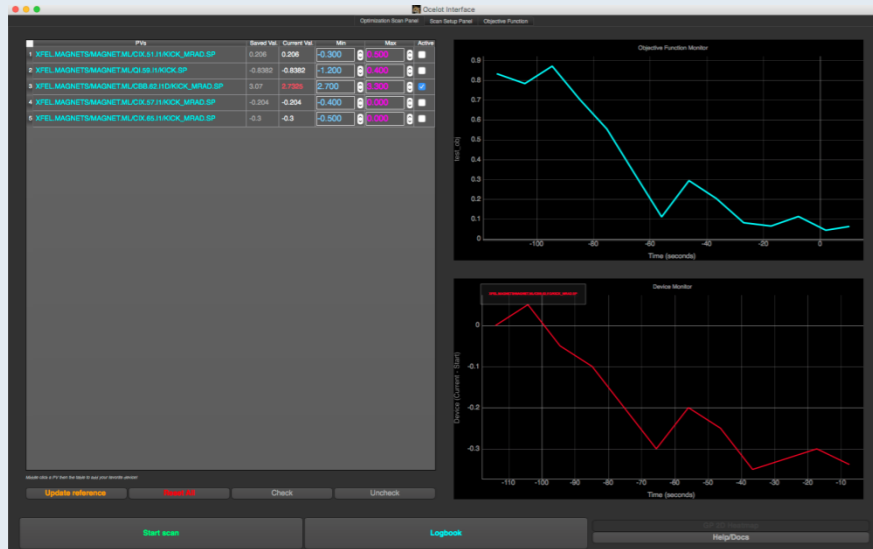 Ocelot Interface
Optimization Scan Panel Scan Setup Panel Objective Function
PVs Saved Val. Current Val. Min Max Active
1 XFEL.MAGNETS/MAGNET.ML/CIX.51.I1/KICK_MRAD.SP 0.206 0.206 -0.300
2 XFEL.MAGNETS/MAGNET.ML/QI.59.I1/KICK.SP -0.8382 -0.8382 -1.200
3 XFEL.MAGNETS/MAGNET.ML/CBB.62.I1D/KICK_MRAD.SP 3.07 2.7325 2.700
4 XFEL.MAGNETS/MAGNET.ML/CIX.57.I1/KICK_MRAD.SP -0.204 -0.204 -0.400
5 XFEL.MAGNETS/MAGNET.ML/CIX.65.I1/KICK_MRAD.SP -0.3 -0.3 -0.500
Objective Function Monitor
0.9
0.8
0.7
0.6
0.5
0.4
0.3
0.2
0.1
0
test_obj
-100 -80 -60 -40 -20 0
Time (seconds)
Device Monitor
0
-0.1
-0.2
-0.3
Device (Current - Start)
-110 -100 -90 -80 -70 -60 -50 -40 -30 -20 -10
Time (seconds)
Update reference Reset All Check Uncheck
Start scan Logbook
Help/Docs